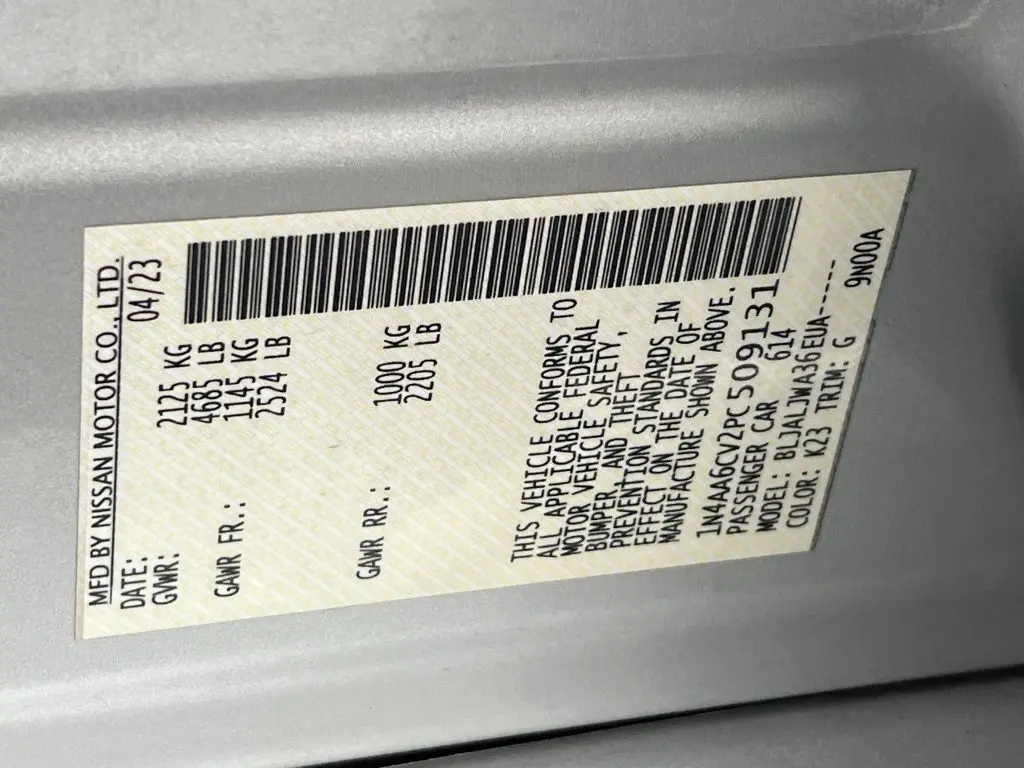 MFD BY NISSAN MOTOR CO., LTD.
DATE: 04/23
GVWR: 2125 KG
4685 LB
GAWR FR.: 1145 KG
2524 LB
GAWR RR.: 1000 KG
2205 LB
THIS VEHICLE CONFORMS TO
ALL APPLICABLE FEDERAL
MOTOR VEHICLE SAFETY,
BUMPER, AND THEFT
PREVENTION STANDARDS IN
EFFECT ON THE DATE OF
MANUFACTURE SHOWN ABOVE.
1N4AA6CV2PC509131
PASSENGER CAR 614
MODEL: BLJALJWA36EUA-----
COLOR: K23 TRIM: G 9N00A